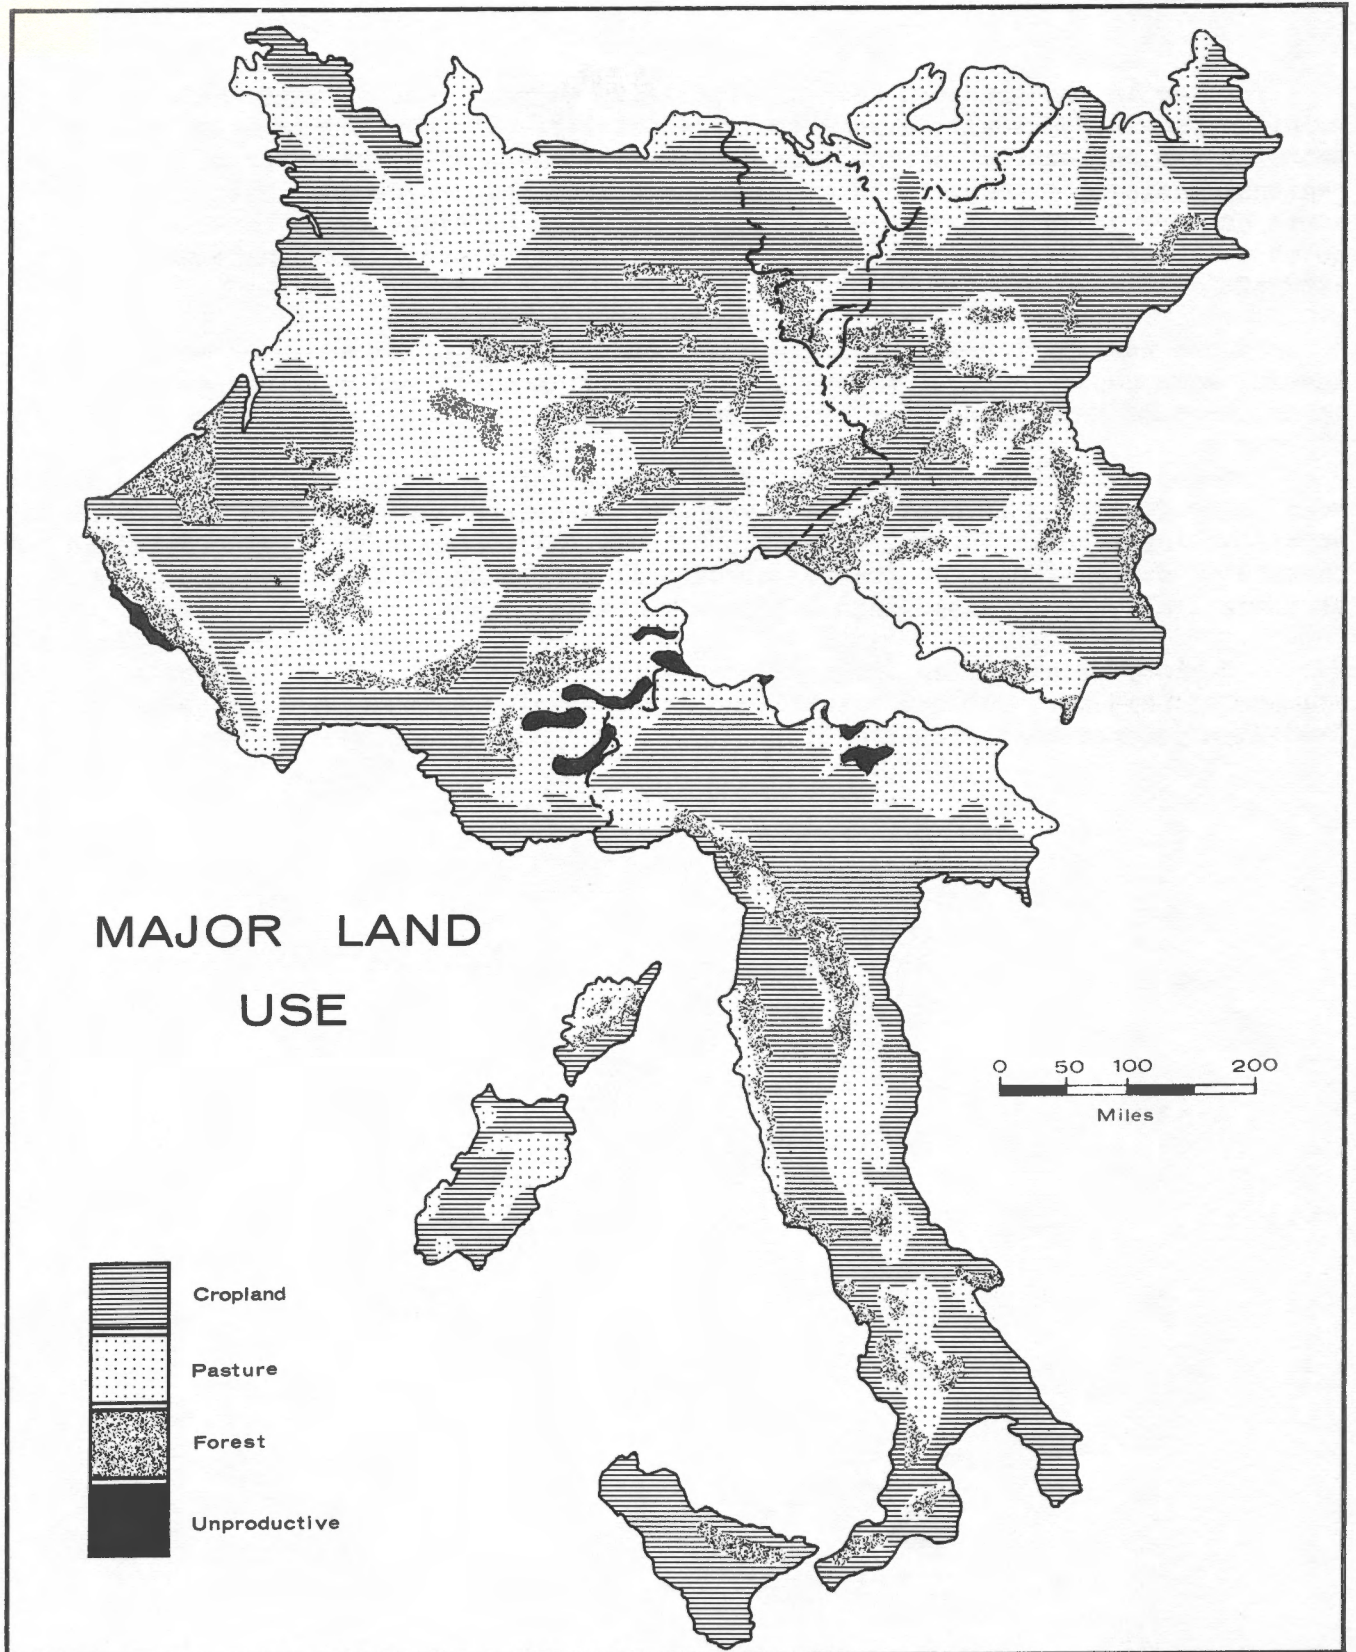 MAJOR LAND
USE
0 50 100 200
Miles
Cropland
Pasture
Forest
Unproductive